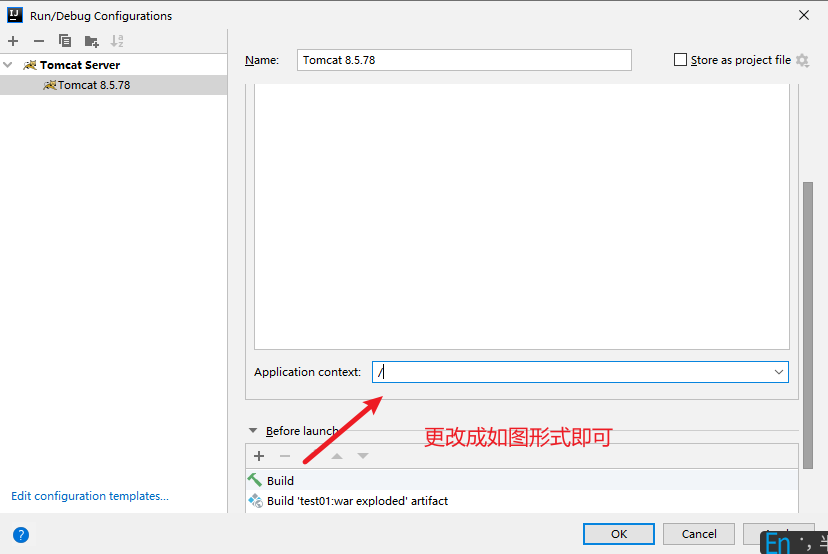 Run/Debug Configurations
Tomcat Server
Tomcat 8.5.78
Name:
Tomcat 8.5.78
Store as project file
Application context:
/
更改成如图形式即可
Before launch
Build
Build 'test01:war exploded' artifact
Edit configuration templates...
?
OK
Cancel
En